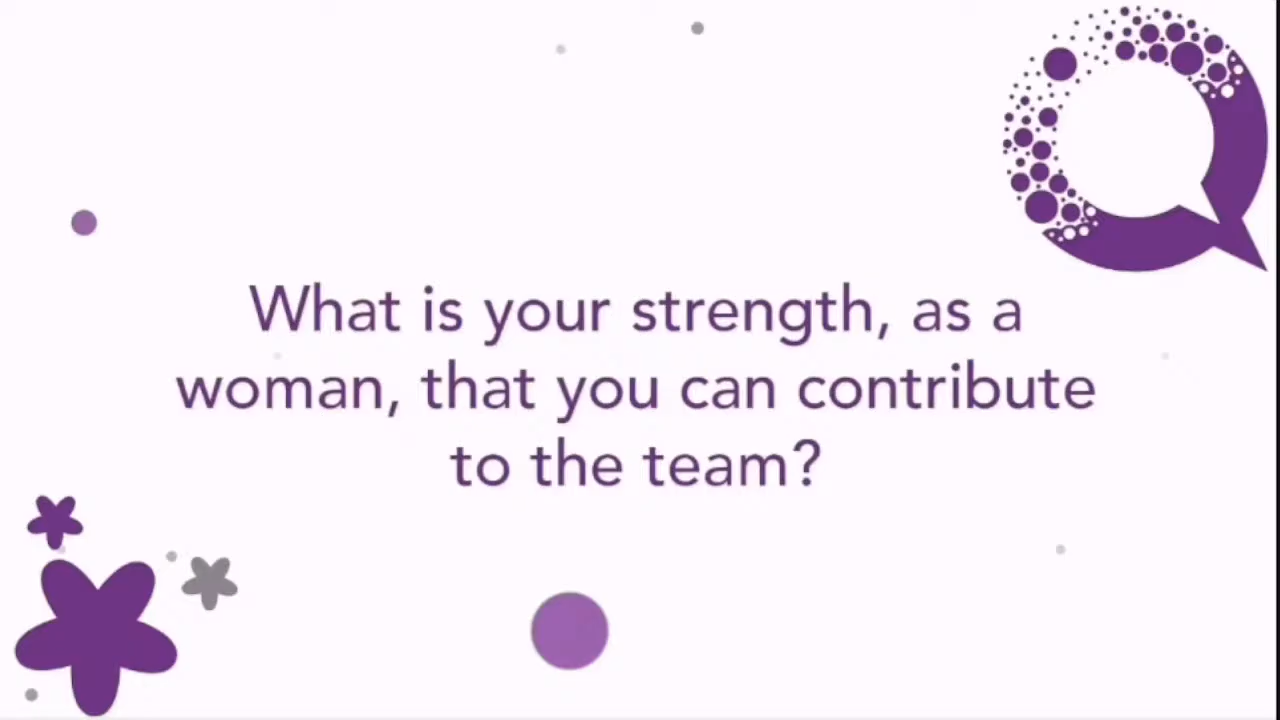 What is your strength, as a
woman, that you can contribute
to the team?